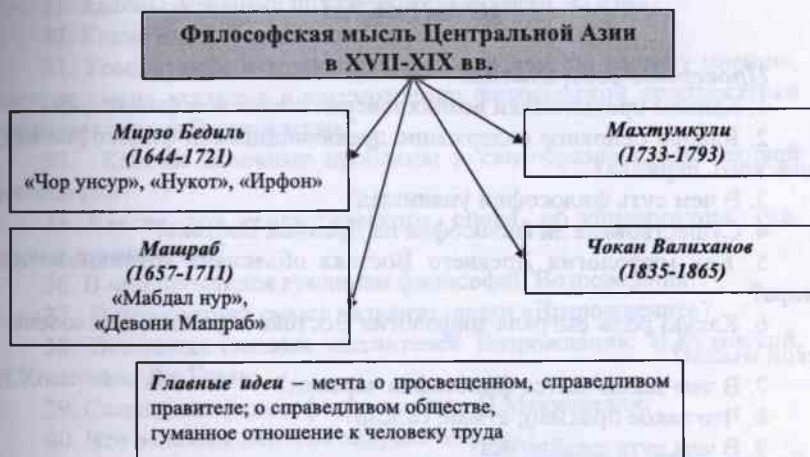 Философская мысль Центральной Азии
в XVII-XIX вв.
Мирзо Бедиль
(1644-1721)
«Чор унсур», «Нукот», «Ирфон»
Махтумкули
(1733-1793)
Машраб
(1657-1711)
«Мабдал нур»,
«Девони Машраб»
Чокан Валиханов
(1835-1865)
Главные идеи – мечта о просвещенном, справедливом
правителе; о справедливом обществе,
гуманное отношение к человеку труда